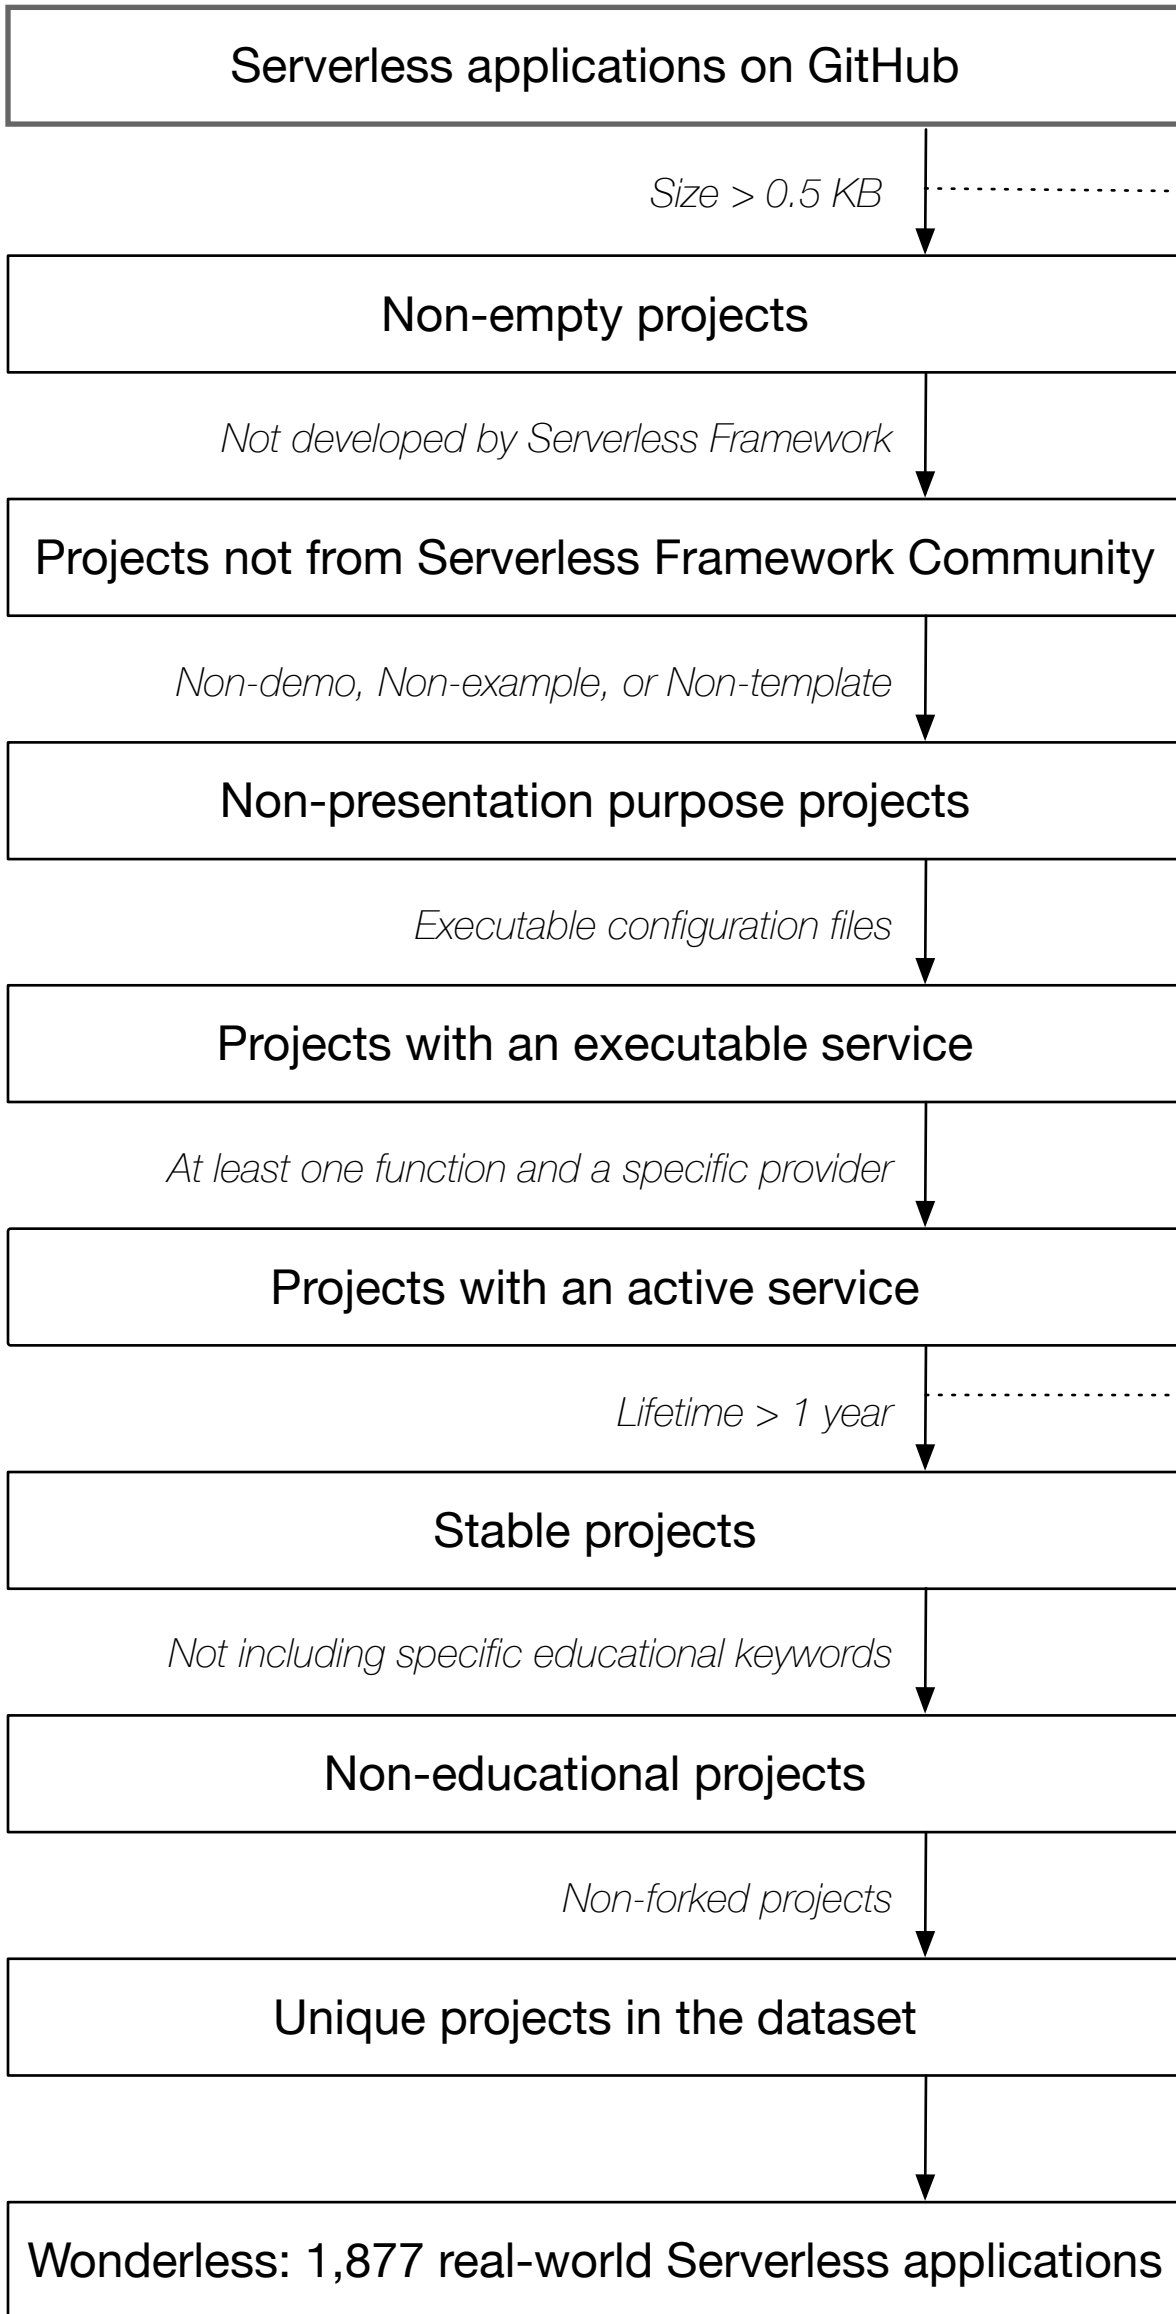 Serverless applications on GitHub
Size > 0.5 KB
Non-empty projects
Not developed by Serverless Framework
Projects not from Serverless Framework Community
Non-demo, Non-example, or Non-template
Non-presentation purpose projects
Executable configuration files
Projects with an executable service
At least one function and a specific provider
Projects with an active service
Lifetime > 1 year
Stable projects
Not including specific educational keywords
Non-educational projects
Non-forked projects
Unique projects in the dataset
Wonderless: 1,877 real-world Serverless applications